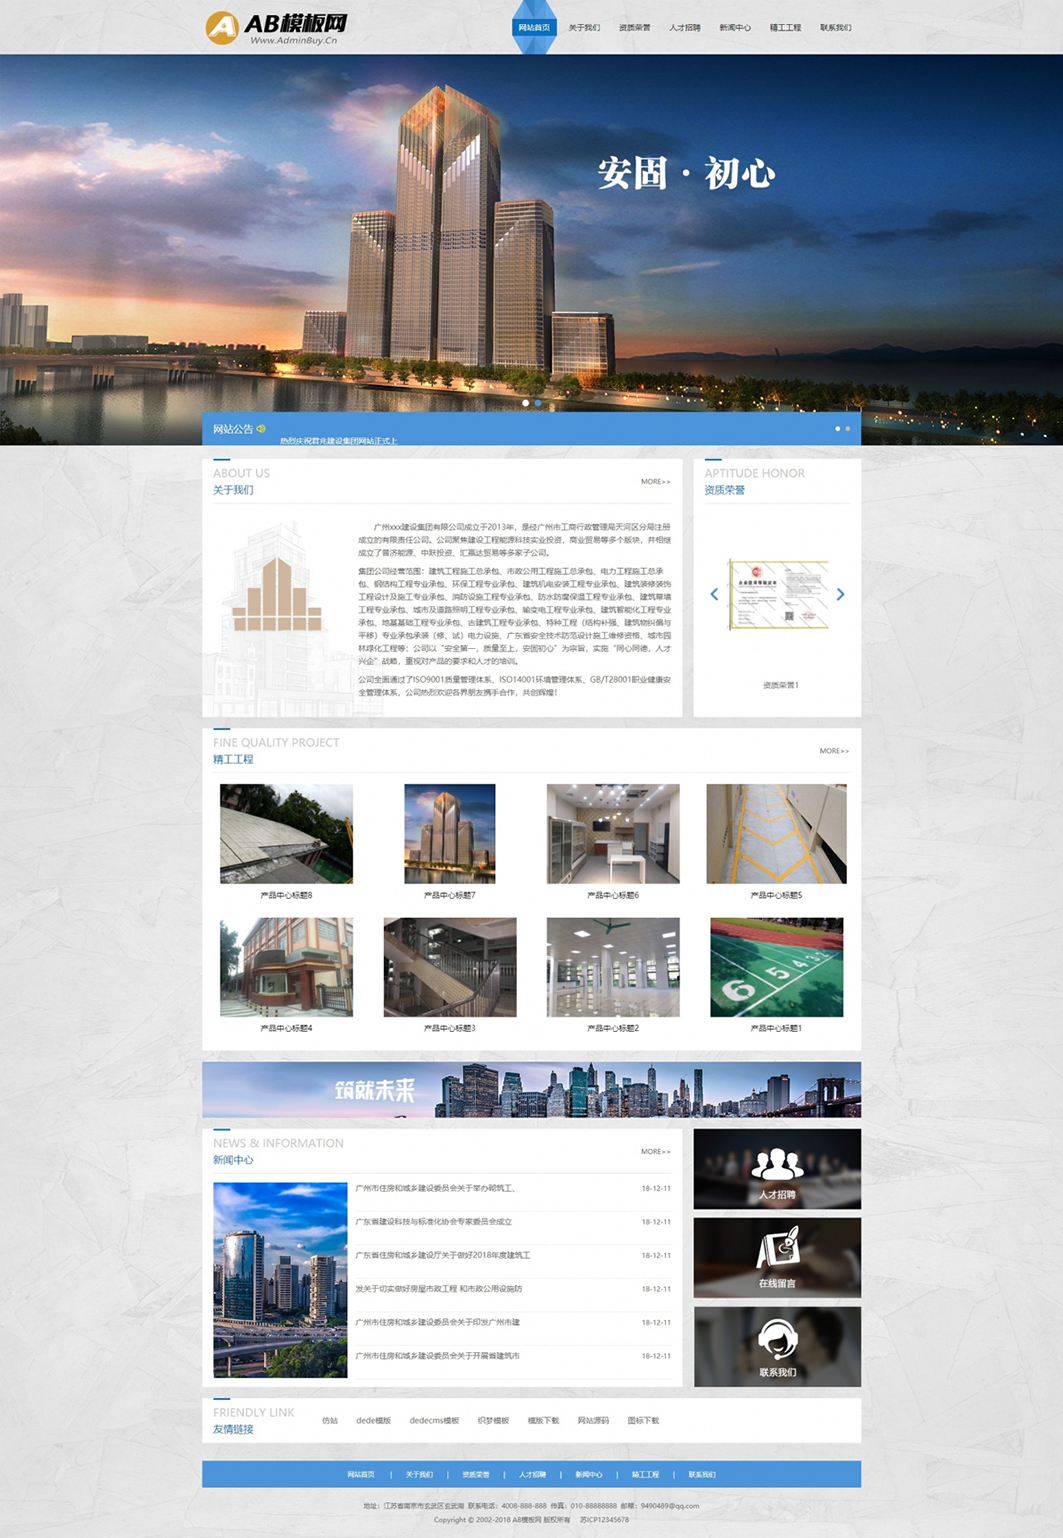 AB模板网
Www.AdminBuy.Cn
网站首页 关于我们 资质荣誉 人才招聘 新闻中心 精工工程 联系我们
安固·初心
网站公告
热烈庆祝群兆建设集团网站正式上
ABOUT US
关于我们
MORE>>
广州xxx建设集团有限公司成立于2013年，是经广州市工商行政管理局天河区分局注册
成立的有限责任公司。公司聚焦建设工程能源科技实业投资，商业贸易等多个板块，并相继
成立了普济能源、中跃投资、汇嬴达贸易等多家子公司。
集团公司经营范围：建筑工程施工总承包、市政公用工程施工总承包、电力工程施工总承
包、钢结构工程专业承包、环保工程专业承包、建筑机电安装工程专业承包、建筑装修装饰
工程设计及施工专业承包、消防设施工程专业承包、防水防腐保温工程专业承包、建筑幕墙
工程专业承包、城市及道路照明工程专业承包、输变电工程专业承包、建筑智能化工程专业
承包、地基基础工程专业承包、古建筑工程专业承包、特种工程（结构补强、建筑物纠偏与
平移）专业承包承装（修、试）电力设施、广东省安全技术防范设计施工维修资格、城市园
林绿化工程等；公司以“安全第一，质量至上，安固初心”为宗旨，实施“同心同德，人才
兴企”战略，重视对产品的要求和人才的培训。
公司全面通过了ISO9001质量管理体系、ISO14001环境管理体系、GB/T28001职业健康安
全管理体系，公司热烈欢迎各界朋友携手合作，共创辉煌！
APTITUDE HONOR
资质荣誉
资质荣誉1
FINE QUALITY PROJECT
精工工程
MORE>>
产品中心标题8 产品中心标题7 产品中心标题6 产品中心标题5
6 5 4 3
产品中心标题4 产品中心标题3 产品中心标题2 产品中心标题1
筑就未来
NEWS & INFORMATION
新闻中心
MORE>>
广州市住房和城乡建设委员会关于举办砌筑工、 18-12-11
广东省建设科技与标准化协会专家委员会成立 18-12-11
广东省住房和城乡建设厅关于做好2018年度建筑工 18-12-11
发关于切实做好房屋市政工程 和市政公用设施防 18-12-11
广州市住房和城乡建设委员会关于印发广州市建 18-12-11
广州市住房和城乡建设委员会关于开展省建筑市 18-12-11
人才招聘
在线留言
联系我们
FRIENDLY LINK
友情链接
仿站 dede模版 dedecms模板 织梦模板 模版下载 网站源码 图标下载
网站首页 | 关于我们 | 资质荣誉 | 人才招聘 | 新闻中心 | 精工工程 | 联系我们
地址：江苏省南京市玄武区玄武湖 联系电话：4008-888-888 传真：010-88888888 邮箱：9490489@qq.com
Copyright © 2002-2018 AB模板网 版权所有 苏ICP12345678